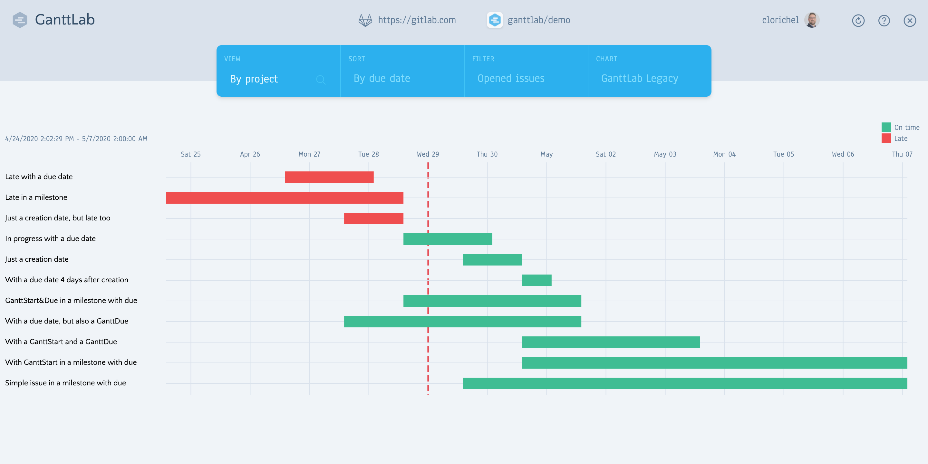 GanttLab
https://gitlab.com
ganttlab/demo
clorichel
VIEW SORT FILTER CHART
By project By due date Opened issues GanttLab Legacy
On time
4/24/2020 2:02:29 PM - 5/7/2020 2:00:00 AM
Late
Sat 25 Apr 26 Mon 27 Tue 28 Wed 29 Thu 30 May Sat 02 May 03 Mon 04 Tue 05 Wed 06 Thu 07
Late with a due date
Late in a milestone
Just a creation date, but late too
In progress with a due date
Just a creation date
With a due date 4 days after creation
GanttStart&Due in a milestone with due
With a due date, but also a GanttDue
With a GanttStart and a GanttDue
With GanttStart in a milestone with due
Simple issue in a milestone with due